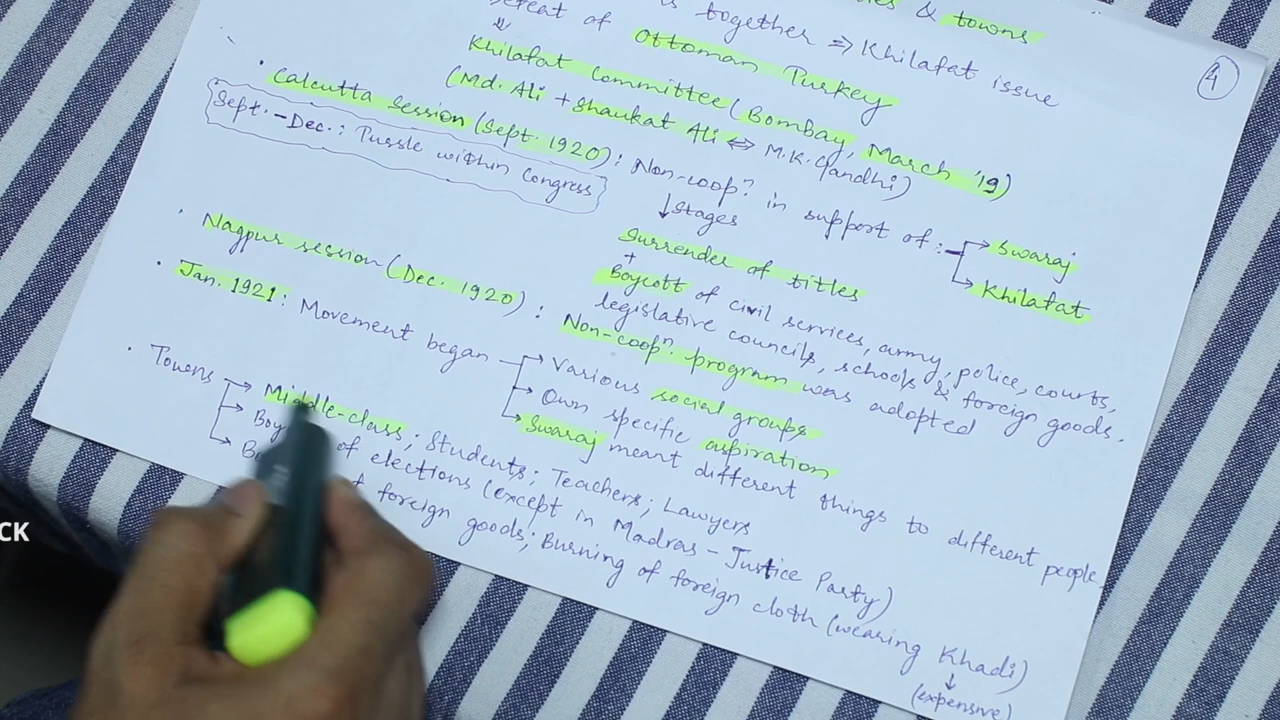 & towns
together ⇒ Khilafat issue
④
defeat of Ottoman Turkey
⇓
Khilafat Committee (Bombay, March '19)
(Md. Ali + Shaukat Ali ⇔ M.K. Gandhi)
• Calcutta Session (Sept. 1920) : Non-coopⁿ in support of : → Swaraj
→ Khilafat
Sept. - Dec. : Tussle within Congress
↓ stages
Surrender of titles
+
Boycott of civil services, army, police, courts,
legislative councils, schools & foreign goods.
• Nagpur session (Dec. 1920) : Non-coopⁿ program was adopted
• Jan. 1921 : Movement began → Various social groups
→ Own specific aspiration
→ Swaraj meant different things to different people
• Towns → Middle-class; Students; Teachers; Lawyers
→ of elections (except in Madras - Justice Party)
→ foreign goods; Burning of foreign cloth (wearing Khadi)
↓
(expensive)
CK